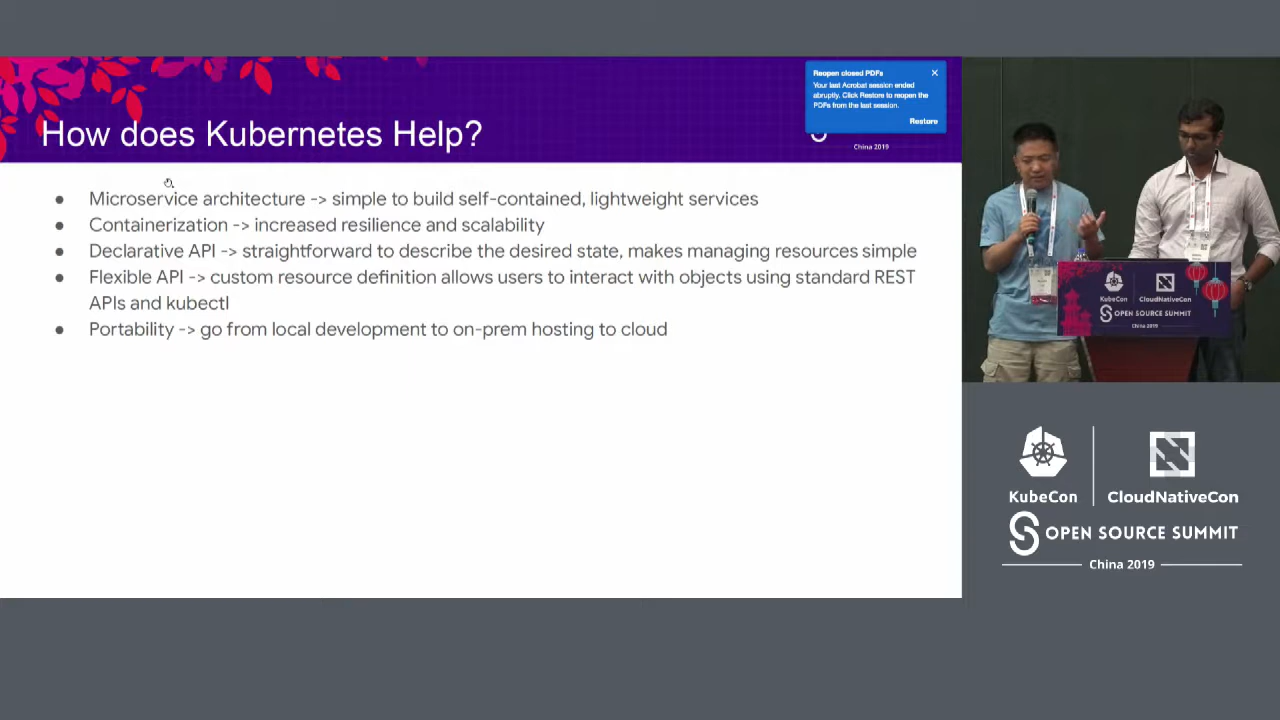 How does Kubernetes Help?
Reopen closed PDFs
Your last Acrobat session ended
abruptly. Click Restore to reopen the
PDFs from the last session.
Restore
China 2019
● Microservice architecture -> simple to build self-contained, lightweight services
● Containerization -> increased resilience and scalability
● Declarative API -> straightforward to describe the desired state, makes managing resources simple
● Flexible API -> custom resource definition allows users to interact with objects using standard REST
APIs and kubectl
● Portability -> go from local development to on-prem hosting to cloud
KubeCon CloudNativeCon
OPEN SOURCE SUMMIT
China 2019
KubeCon CloudNativeCon
OPEN SOURCE SUMMIT
China 2019